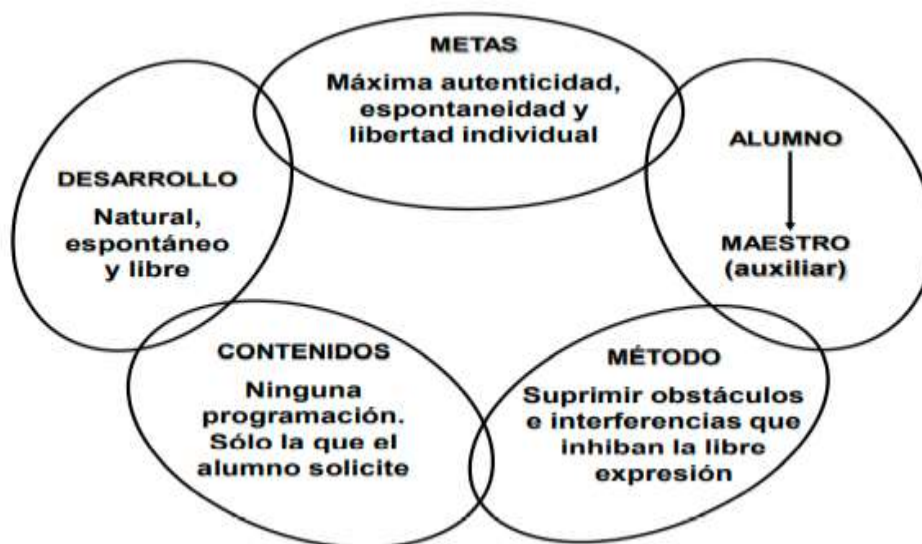 METAS
Máxima autenticidad,
espontaneidad y
libertad individual
ALUMNO
MAESTRO
(auxiliar)
DESARROLLO
Natural,
espontáneo
y libre
CONTENIDOS
Ninguna
programación.
Sólo la que el
alumno solicite
MÉTODO
Suprimir obstáculos
e interferencias que
inhiban la libre
expresión